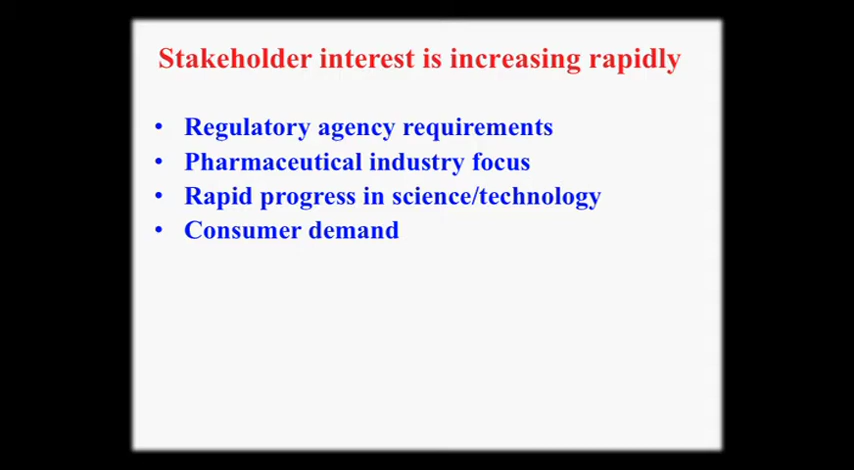 Stakeholder interest is increasing rapidly
• Regulatory agency requirements
• Pharmaceutical industry focus
• Rapid progress in science/technology
• Consumer demand